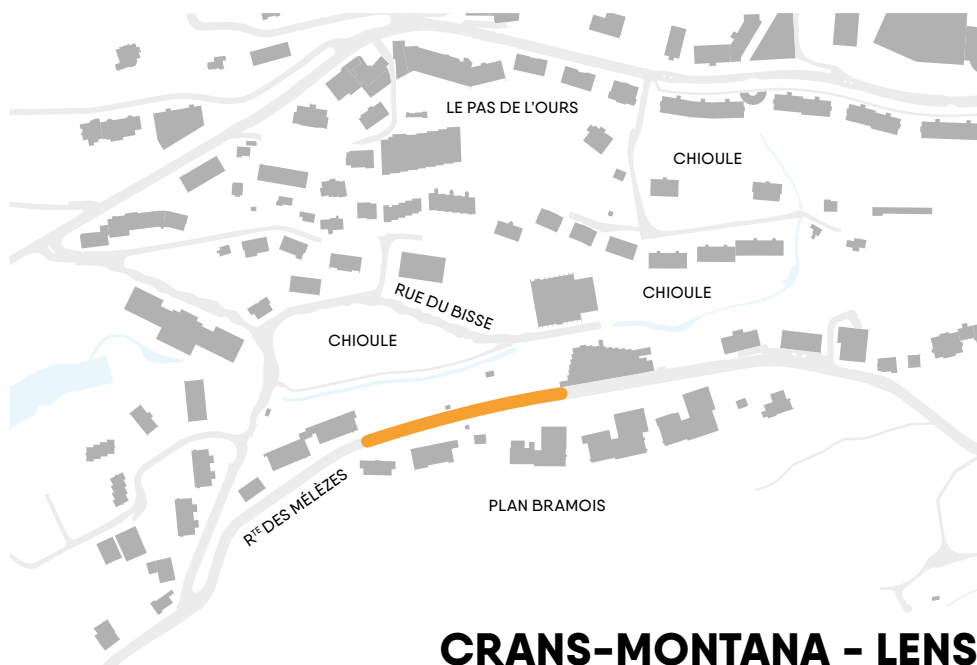 LE PAS DE L'OURS
CHIOULE
CHIOULE
RUE DU BISSE
CHIOULE
RTE DES MÉLÈZES
PLAN BRAMOIS
CRANS-MONTANA - LENS